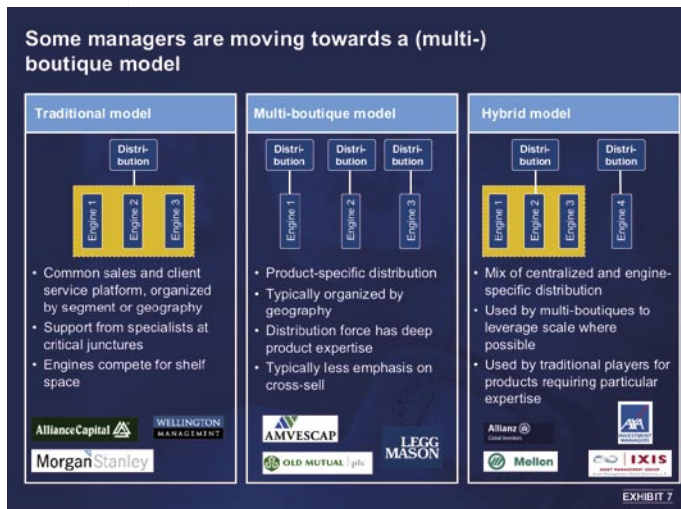 Some managers are moving towards a (multi-)
boutique model
Traditional model
Distri-
bution
Engine 1
Engine 2
Engine 3
• Common sales and client
service platform, organized
by segment or geography
• Support from specialists at
critical junctures
• Engines compete for shelf
space
AllianceCapital
WELLINGTON
MANAGEMENT
MorganStanley
Multi-boutique model
Distri-
bution
Distri-
bution
Distri-
bution
Engine 1
Engine 2
Engine 3
• Product-specific distribution
• Typically organized by
geography
• Distribution force has deep
product expertise
• Typically less emphasis on
cross-sell
AMVESCAP
OLD MUTUAL plc
LEGG
MASON
Hybrid model
Distri-
bution
Distri-
bution
Engine 1
Engine 2
Engine 3
Engine 4
• Mix of centralized and engine-
specific distribution
• Used by multi-boutiques to
leverage scale where
possible
• Used by traditional players for
products requiring particular
expertise
Allianz
Global Investors
AXA
INVESTMENT
MANAGERS
Mellon
IXIS
ASSET MANAGEMENT GROUP
EXHIBIT 7